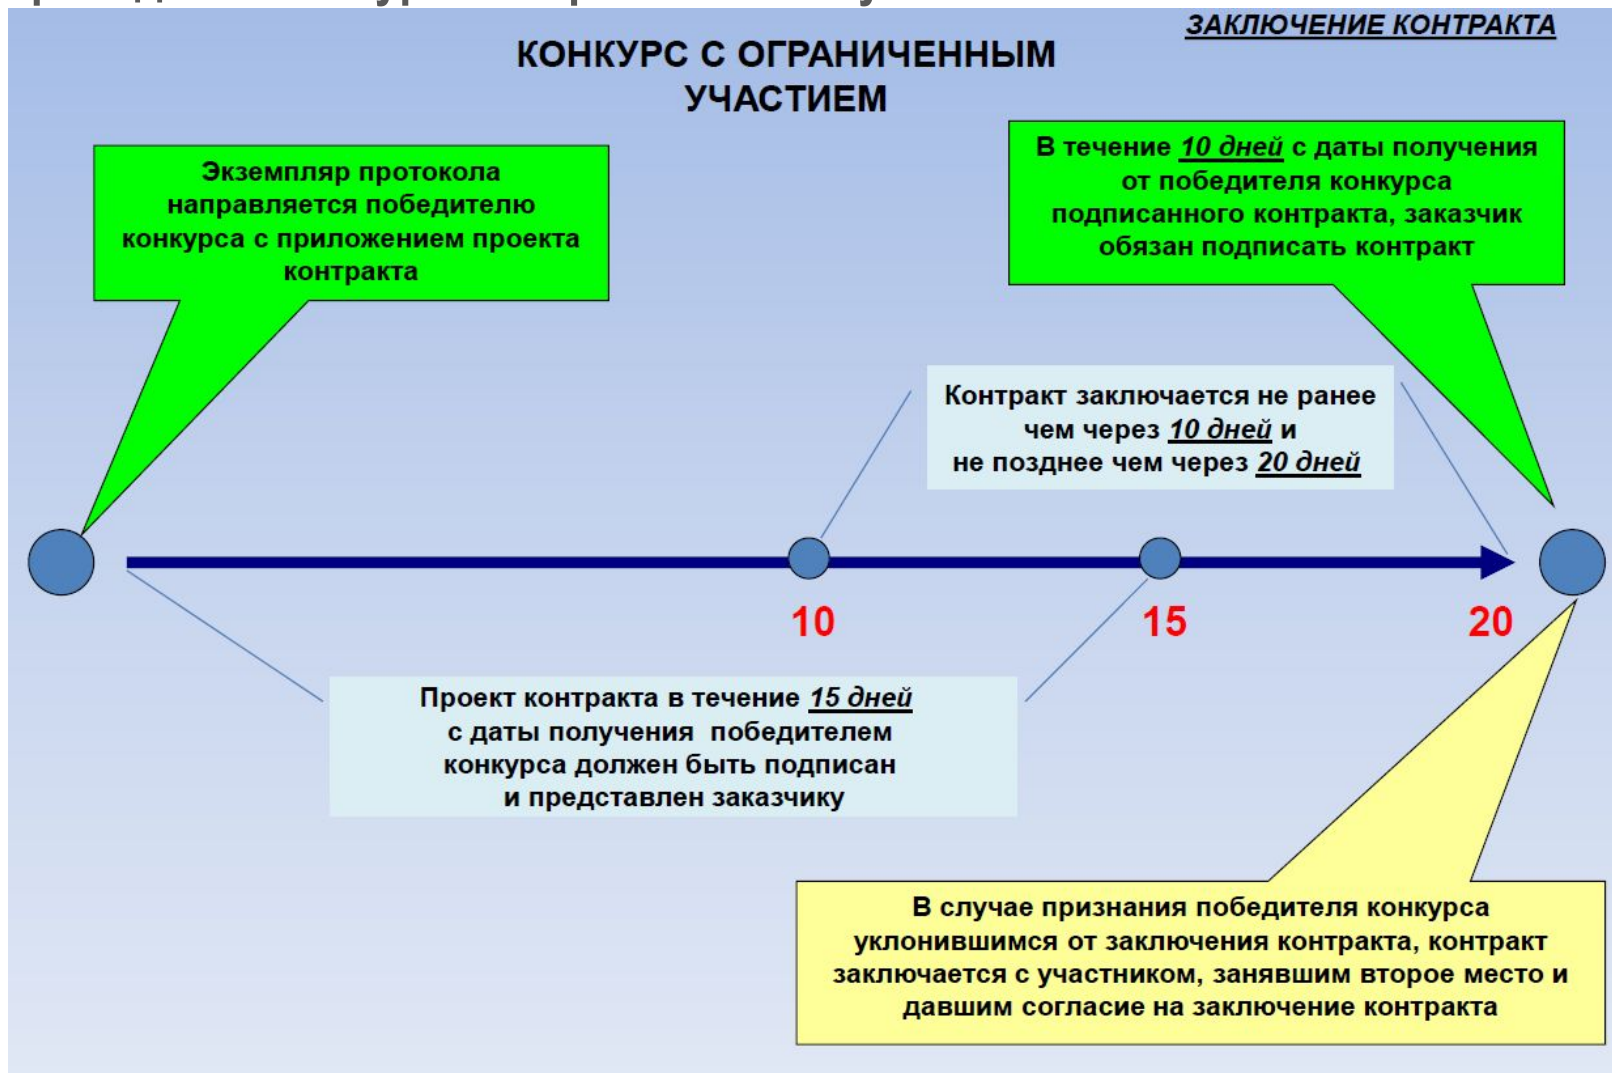 ЗАКЛЮЧЕНИЕ КОНТРАКТА
КОНКУРС С ОГРАНИЧЕННЫМ
УЧАСТИЕМ
Экземпляр протокола
направляется победителю
конкурса с приложением проекта
контракта
В течение 10 дней с даты получения
от победителя конкурса
подписанного контракта, заказчик
обязан подписать контракт
Контракт заключается не ранее
чем через 10 дней и
не позднее чем через 20 дней
10
15
20
Проект контракта в течение 15 дней
с даты получения победителем
конкурса должен быть подписан
и представлен заказчику
В случае признания победителя конкурса
уклонившимся от заключения контракта, контракт
заключается с участником, занявшим второе место и
давшим согласие на заключение контракта